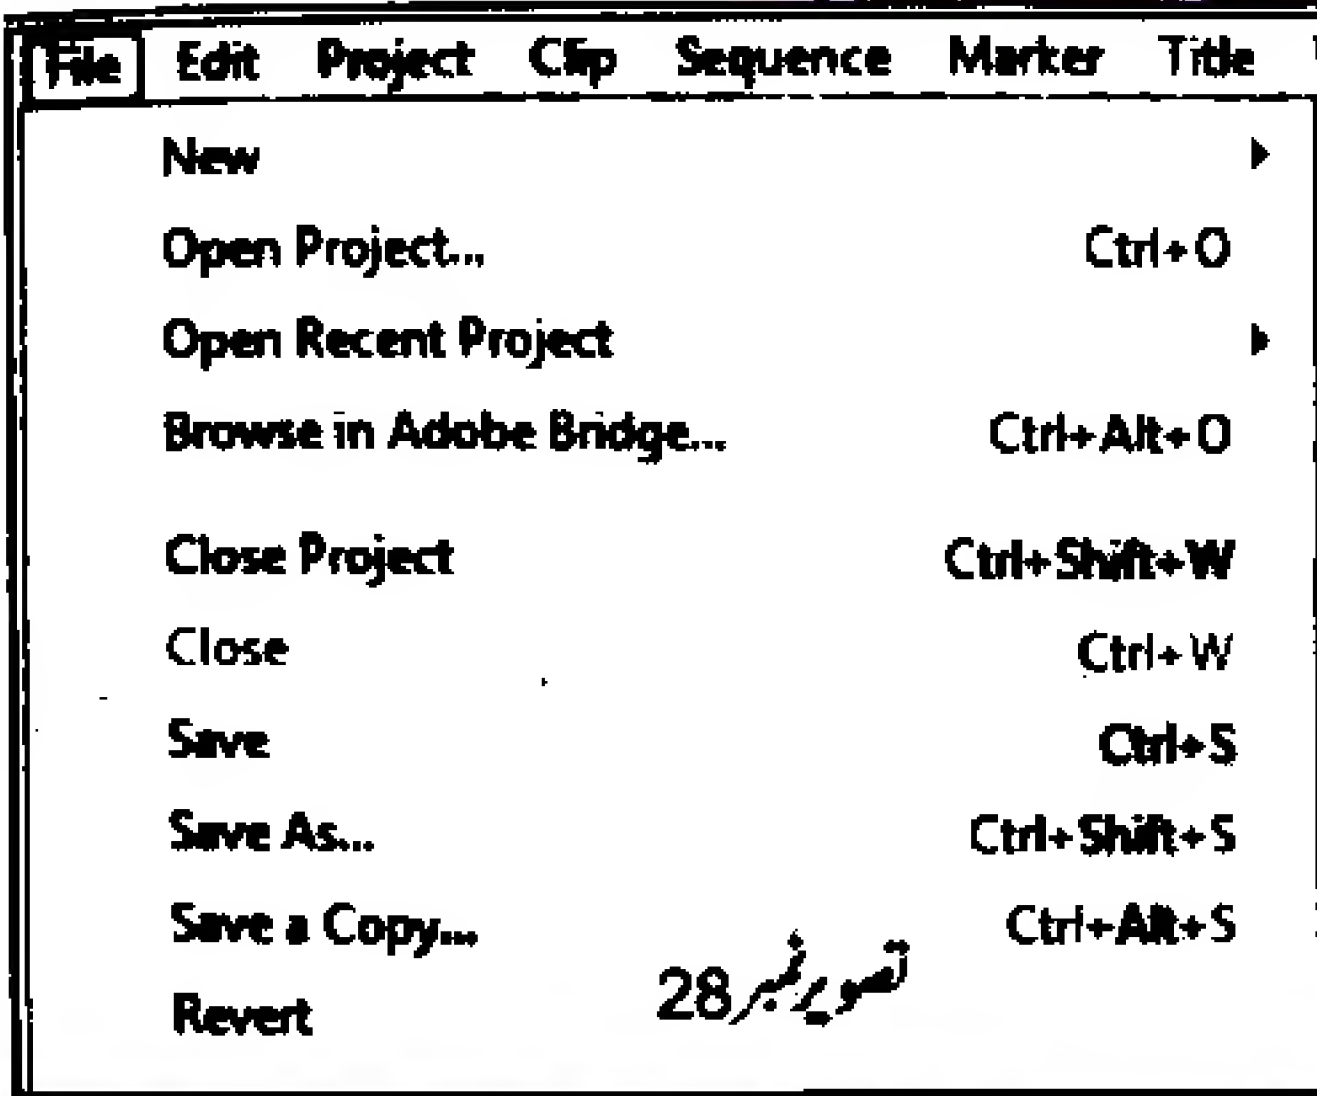 File Edit Project Clip Sequence Marker Title
New
Open Project... Ctrl+O
Open Recent Project
Browse in Adobe Bridge... Ctrl+Alt+O
Close Project Ctrl+Shift+W
Close Ctrl+W
Save Ctrl+S
Save As... Ctrl+Shift+S
Save a Copy... Ctrl+Alt+S
Revert
تصویر نمبر 28